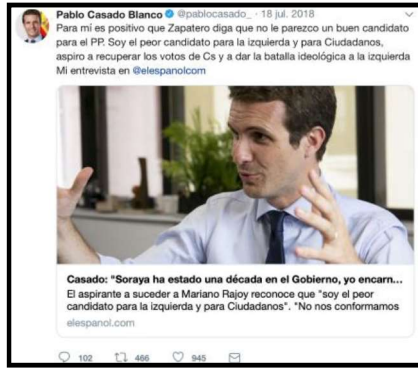 Pablo Casado Blanco @pablocasado_ · 18 jul. 2018
Para mí es positivo que Zapatero diga que no le parezco un buen candidato
para el PP. Soy el peor candidato para la izquierda y para Ciudadanos,
aspiro a recuperar los votos de Cs y a dar la batalla ideológica a la izquierda
Mi entrevista en @elespanolcom
Casado: "Soraya ha estado una década en el Gobierno, yo encarn...
El aspirante a suceder a Mariano Rajoy reconoce que "soy el peor
candidato para la izquierda y para Ciudadanos". "No nos conformamos
elespanol.com
102 466 945